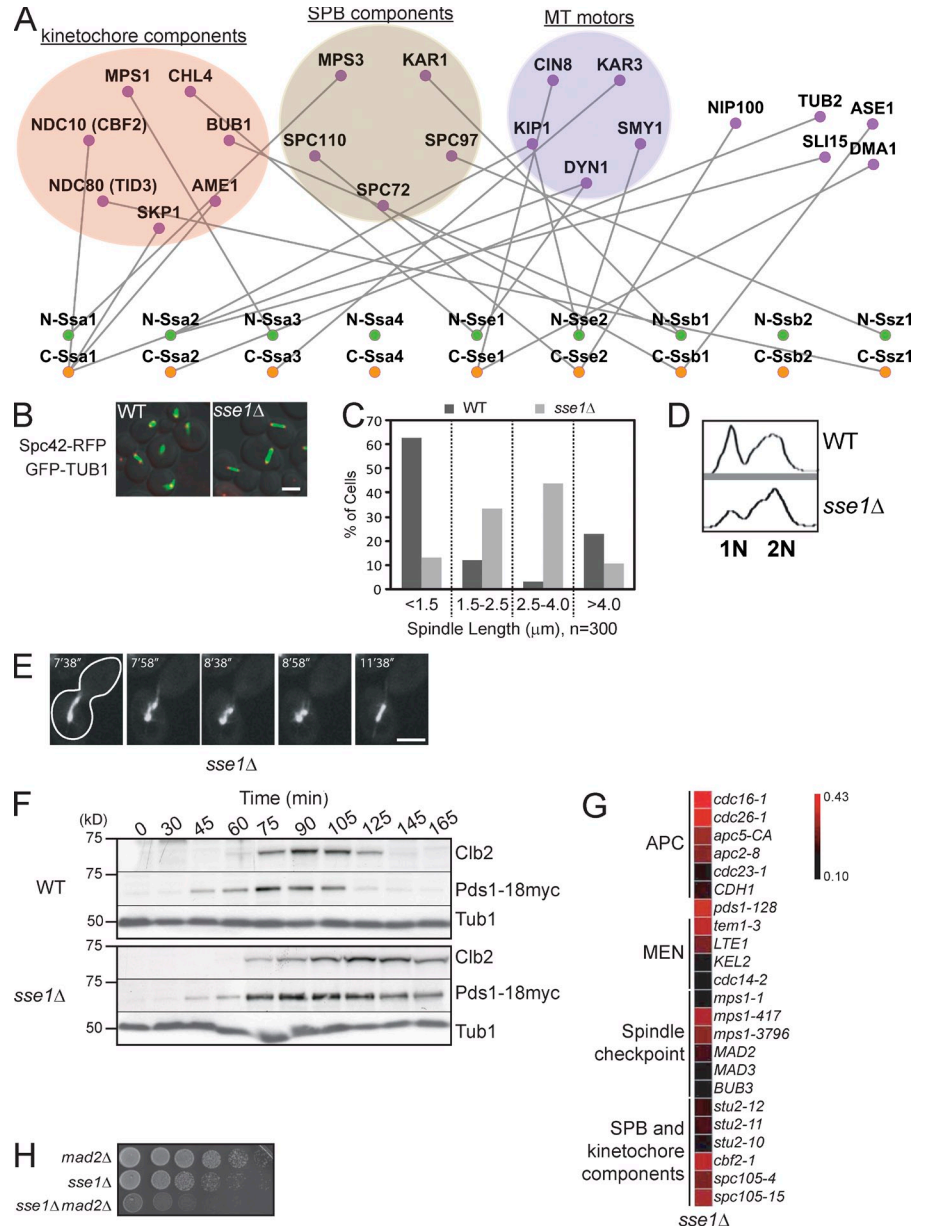 A
kinetochore components
SPB components
MT motors
MPS1 CHL4
NDC10 (CBF2) BUB1
NDC80 (TID3) AME1
SKP1
MPS3 KAR1
SPC110 SPC97
SPC72
CIN8 KAR3
KIP1 SMY1
DYN1
NIP100 TUB2 ASE1
SLI15 DMA1
N-Ssa1 N-Ssa2 N-Ssa3 N-Ssa4 N-Sse1 N-Sse2 N-Ssb1 N-Ssb2 N-Ssz1
C-Ssa1 C-Ssa2 C-Ssa3 C-Ssa4 C-Sse1 C-Sse2 C-Ssb1 C-Ssb2 C-Ssz1
B
WT sse1Δ
Spc42-RFP
GFP-TUB1
C
WT sse1Δ
% of Cells
70
60
50
40
30
20
10
0
<1.5 1.5-2.5 2.5-4.0 >4.0
Spindle Length (μm), n=300
D
WT
sse1Δ
1N 2N
E
7'38" 7'58" 8'38" 8'58" 11'38"
sse1Δ
F
Time (min)
(kD) 0 30 45 60 75 90 105 125 145 165
75
Clb2
75
WT Pds1-18myc
50 Tub1
75
Clb2
75
sse1Δ Pds1-18myc
50 Tub1
G
0.43
0.10
APC
cdc16-1
cdc26-1
apc5-CA
apc2-8
cdc23-1
CDH1
pds1-128
MEN
tem1-3
LTE1
KEL2
cdc14-2
Spindle
checkpoint
mps1-1
mps1-417
mps1-3796
MAD2
MAD3
BUB3
SPB and
kinetochore
components
stu2-12
stu2-11
stu2-10
cbf2-1
spc105-4
spc105-15
sse1Δ
H
mad2Δ
sse1Δ
sse1Δ mad2Δ